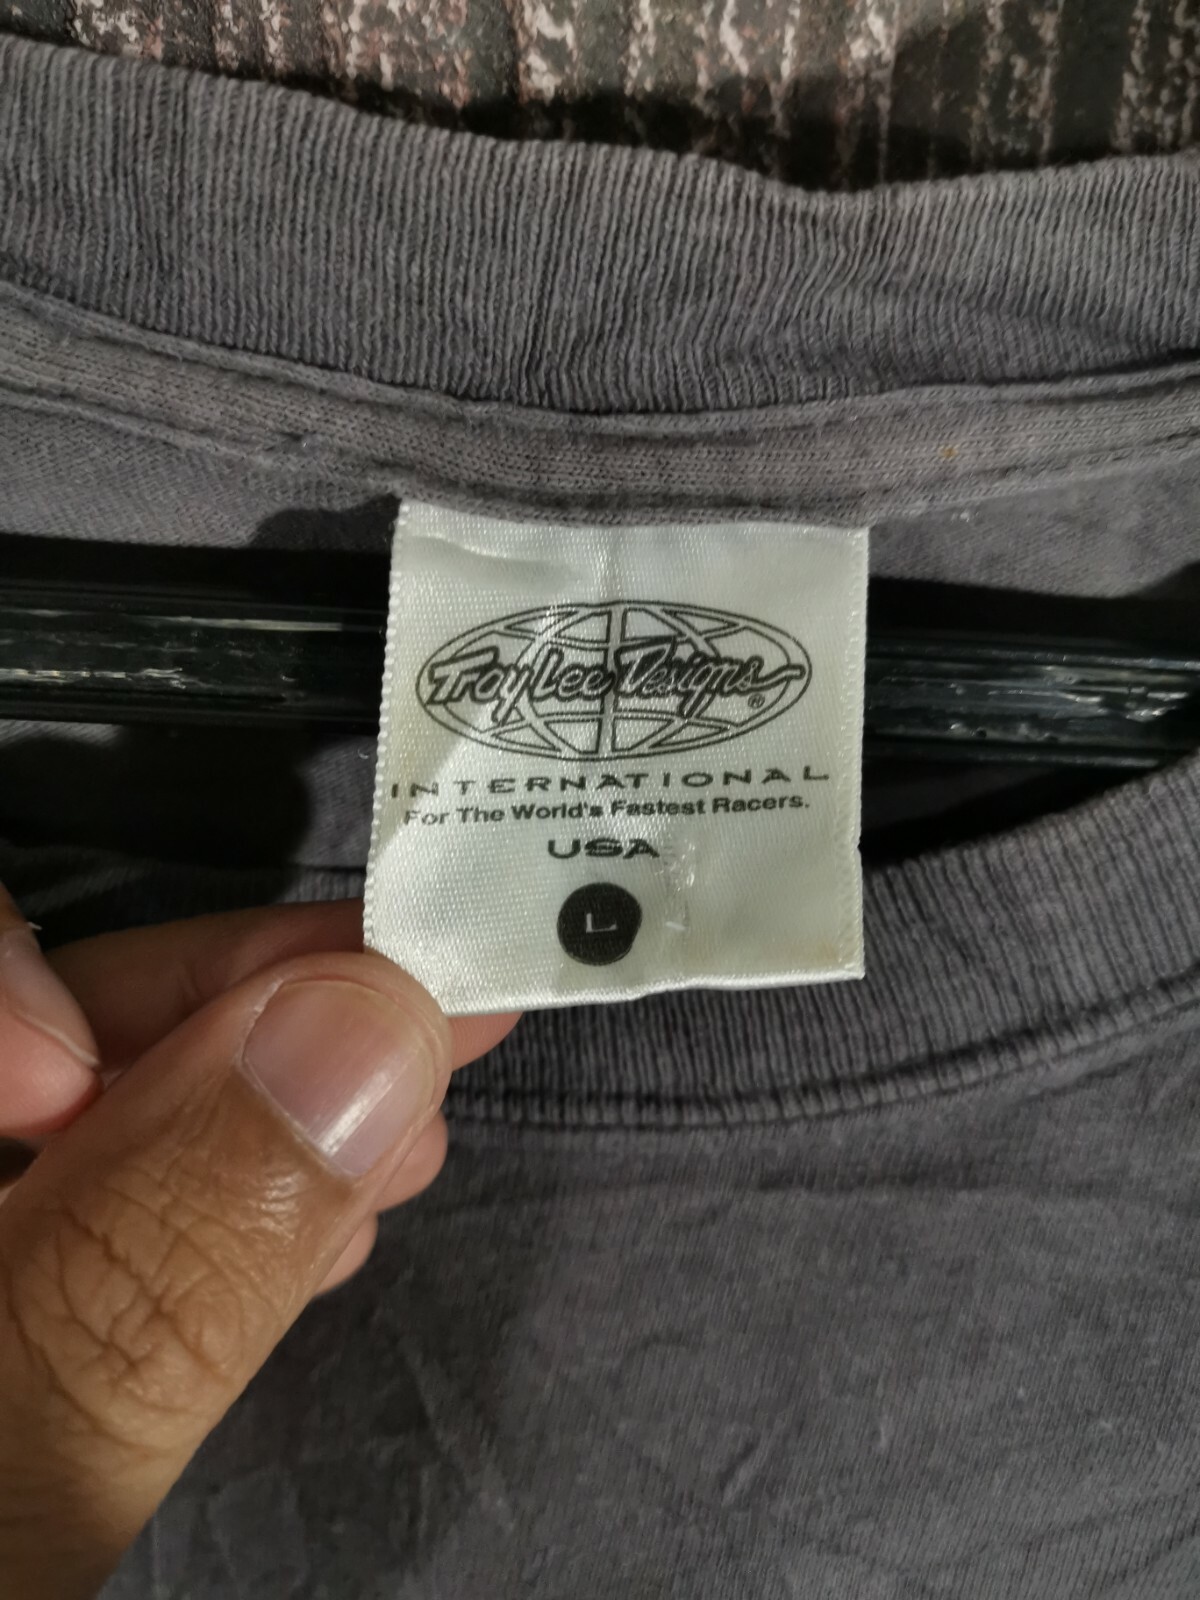 Troy Lee Designs®
INTERNATIONAL
For The World's Fastest Racers.
USA
L